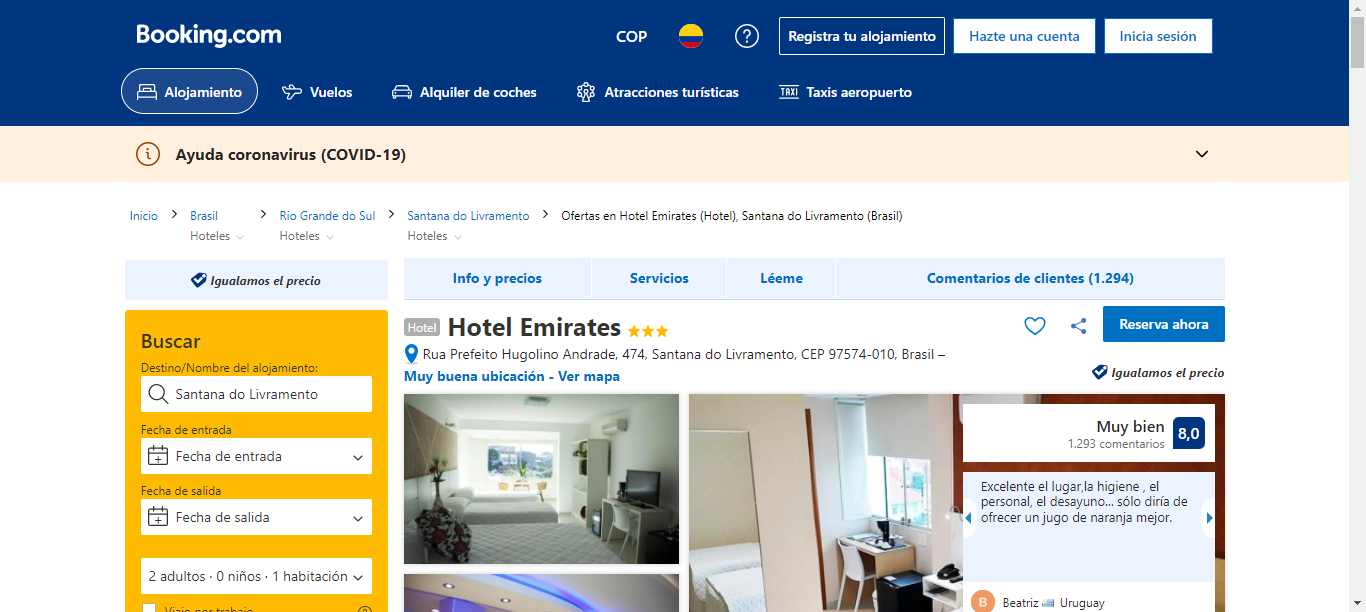 Booking.com
COP
?
Registra tu alojamiento
Hazte una cuenta
Inicia sesión
Alojamiento
Vuelos
Alquiler de coches
Atracciones turísticas
TAXI
Taxis aeropuerto
Ayuda coronavirus (COVID-19)
Inicio > Brasil > Rio Grande do Sul > Santana do Livramento > Ofertas en Hotel Emirates (Hotel), Santana do Livramento (Brasil)
Hoteles Hoteles Hoteles
Igualamos el precio
Info y precios
Servicios
Léeme
Comentarios de clientes (1.294)
Buscar
Destino/Nombre del alojamiento:
Santana do Livramento
Fecha de entrada
Fecha de entrada
Fecha de salida
Fecha de salida
2 adultos · 0 niños · 1 habitación
Viajo por trabajo
Hotel
Hotel Emirates
Reserva ahora
Rua Prefeito Hugolino Andrade, 474, Santana do Livramento, CEP 97574-010, Brasil –
Muy buena ubicación - Ver mapa
Igualamos el precio
Muy bien
1.293 comentarios
8,0
Excelente el lugar,la higiene , el
personal, el desayuno... sólo diría de
ofrecer un jugo de naranja mejor.
B
Beatriz
Uruguay